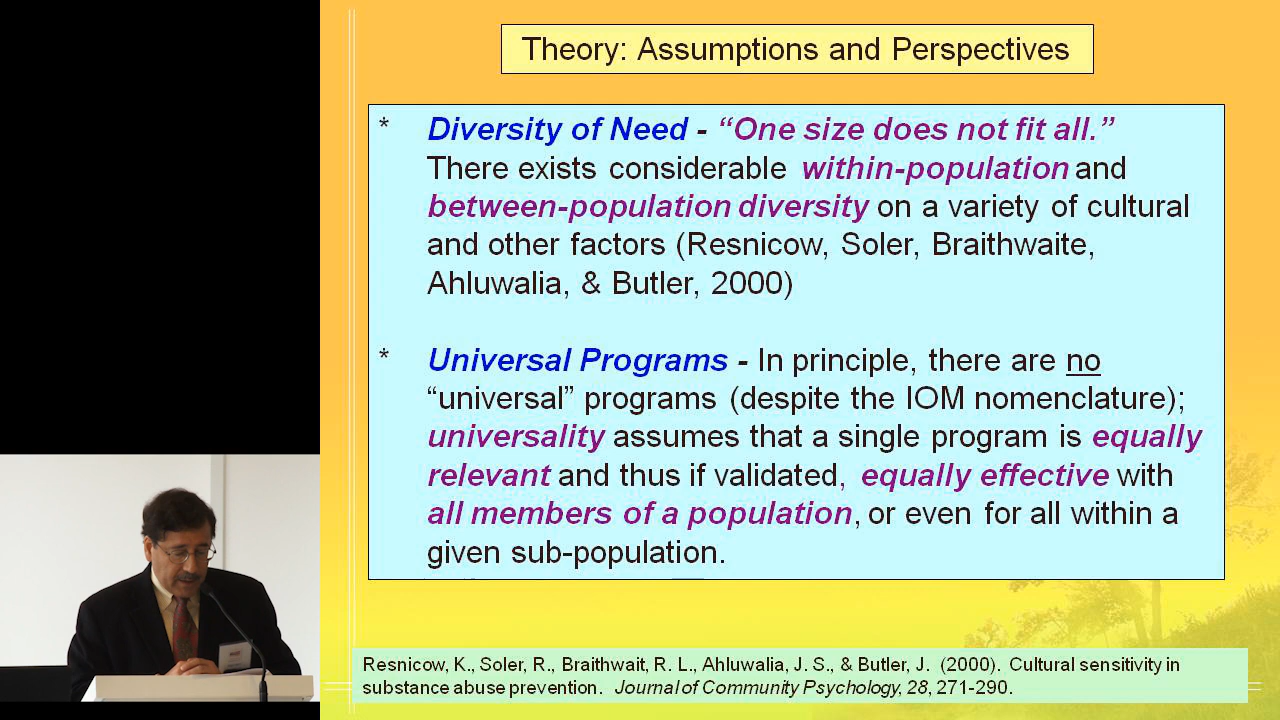 Theory: Assumptions and Perspectives
* Diversity of Need - “One size does not fit all.”
There exists considerable within-population and
between-population diversity on a variety of cultural
and other factors (Resnicow, Soler, Braithwaite,
Ahluwalia, & Butler, 2000)
* Universal Programs - In principle, there are no
“universal” programs (despite the IOM nomenclature);
universality assumes that a single program is equally
relevant and thus if validated, equally effective with
all members of a population, or even for all within a
given sub-population.
Resnicow, K., Soler, R., Braithwait, R. L., Ahluwalia, J. S., & Butler, J. (2000). Cultural sensitivity in
substance abuse prevention. Journal of Community Psychology, 28, 271-290.